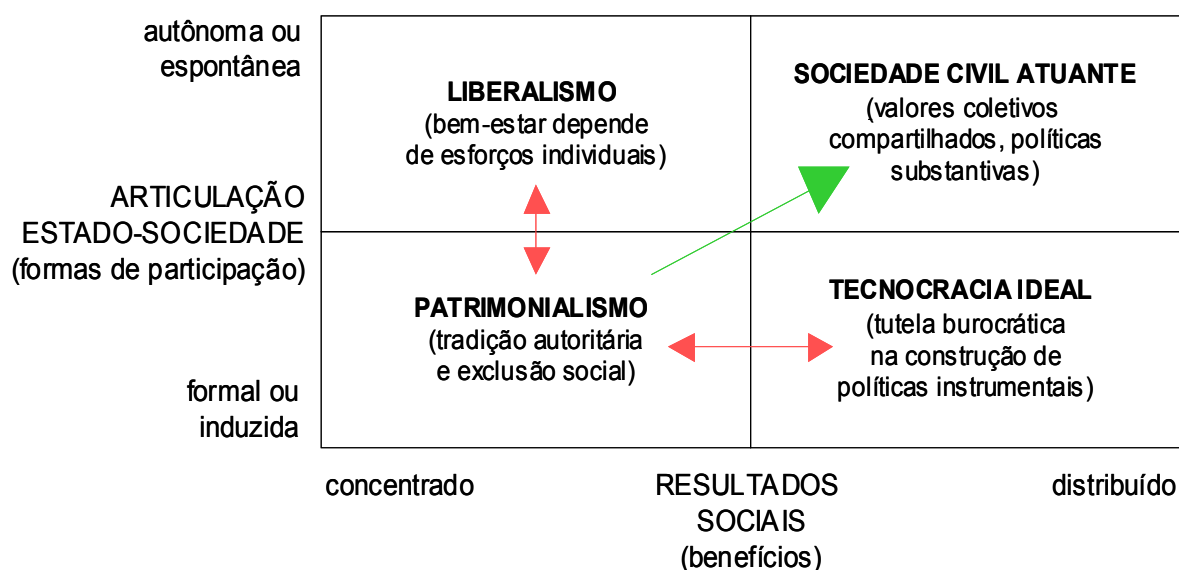 autônoma ou
espontânea
LIBERALISMO
(bem-estar depende
de esforços individuais)
SOCIEDADE CIVIL ATUANTE
(valores coletivos
compartilhados, políticas
substantivas)
ARTICULAÇÃO
ESTADO-SOCIEDADE
(formas de participação)
PATRIMONIALISMO
(tradição autoritária
e exclusão social)
TECNOCRACIA IDEAL
(tutela burocrática
na construção de
políticas instrumentais)
formal ou
induzida
concentrado
RESULTADOS
SOCIAIS
(benefícios)
distribuído